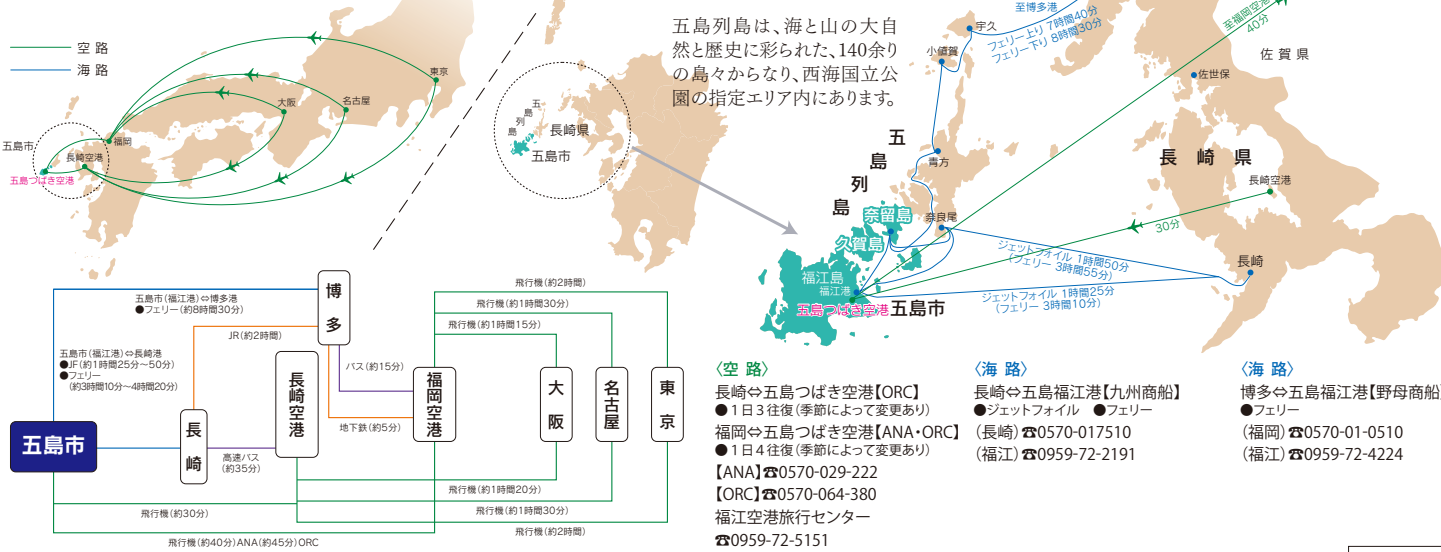 空 路
海 路
東京
名古屋
大阪
福岡
五島市
長崎空港
五島つばき空港
五島列島
長崎県
五島市
五島列島は、海と山の大自
然と歴史に彩られた、140余り
の島々からなり、西海国立公
園の指定エリア内にあります。
至博多港
フェリー上り 7時間40分
フェリー下り 8時間30分
至福岡空港
40分
宇久
小値賀
佐賀県
佐世保
五島列島
青方
長崎県
長崎空港
奈留島
奈良尾
久賀島
30分
ジェットフォイル 1時間50分
(フェリー 3時間55分)
長崎
福江島
福江港
ジェットフォイル 1時間25分
(フェリー 3時間10分)
五島つばき空港
五島市
五島市(福江港)⇔博多港
●フェリー(約8時間30分)
博多
飛行機(約2時間)
飛行機(約1時間30分)
飛行機(約1時間15分)
JR(約2時間)
五島市(福江港)⇔長崎港
●JF(約1時間25分~50分)
●フェリー
(約3時間10分~4時間20分)
バス(約15分)
長崎空港
福岡空港
大阪
名古屋
東京
地下鉄(約5分)
五島市
長崎
高速バス
(約35分)
飛行機(約1時間20分)
飛行機(約30分)
飛行機(約1時間30分)
飛行機(約2時間)
飛行機(約40分)ANA(約45分)ORC
〈空 路〉
長崎⇔五島つばき空港【ORC】
●1日3往復(季節によって変更あり)
福岡⇔五島つばき空港【ANA・ORC】
●1日4往復(季節によって変更あり)
【ANA】☎0570-029-222
【ORC】☎0570-064-380
福江空港旅行センター
☎0959-72-5151
〈海 路〉
長崎⇔五島福江港【九州商船】
●ジェットフォイル ●フェリー
(長崎)☎0570-017510
(福江)☎0959-72-2191
〈海 路〉
博多⇔五島福江港【野母商船】
●フェリー
(福岡)☎0570-01-0510
(福江)☎0959-72-4224